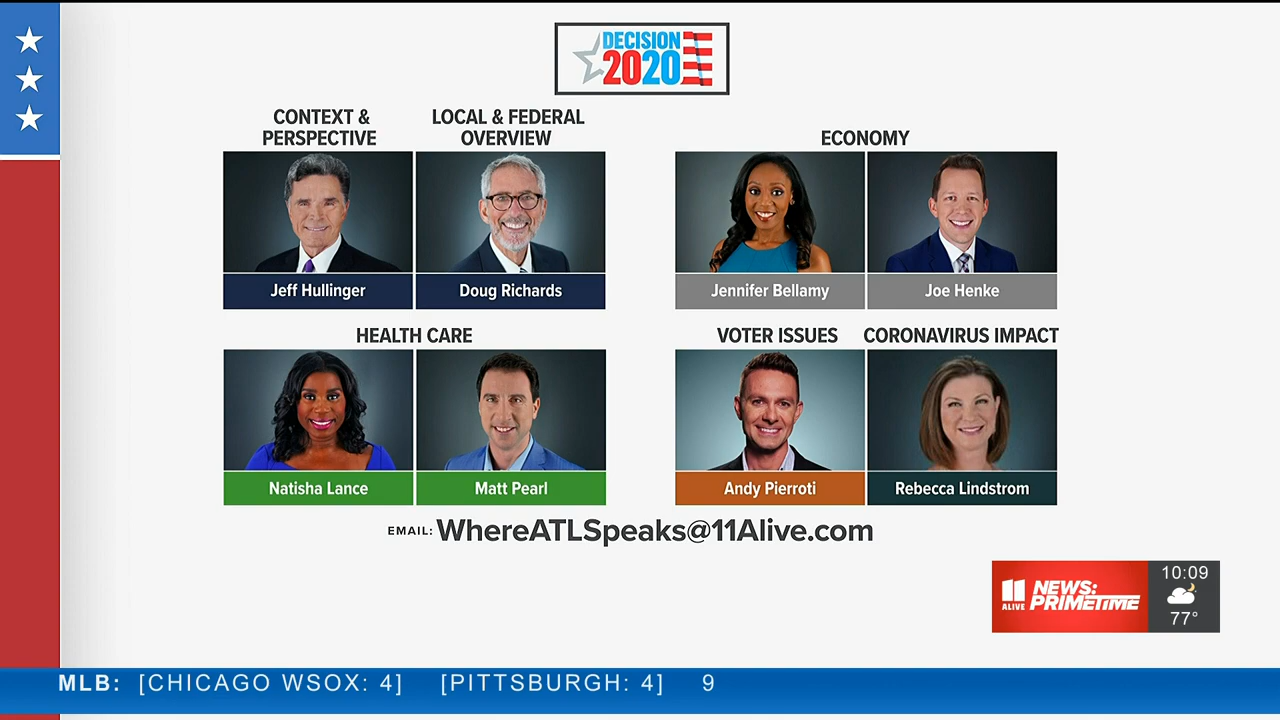 DECISION
2020
CONTEXT &
PERSPECTIVE
LOCAL & FEDERAL
OVERVIEW
ECONOMY
Jeff Hullinger
Doug Richards
Jennifer Bellamy
Joe Henke
HEALTH CARE
VOTER ISSUES
CORONAVIRUS IMPACT
Natisha Lance
Matt Pearl
Andy Pierroti
Rebecca Lindstrom
EMAIL: WhereATLSpeaks@11Alive.com
11 ALIVE
NEWS:
PRIMETIME
10:09
77°
MLB: [CHICAGO WSOX: 4] [PITTSBURGH: 4] 9